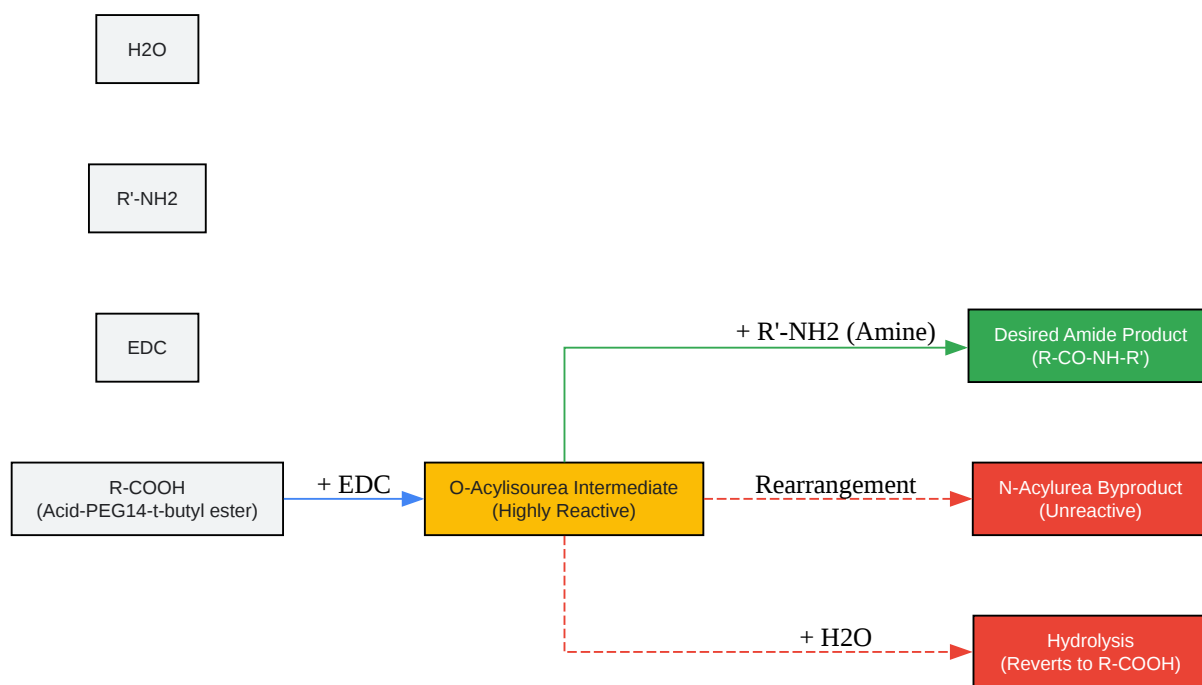 H2O
R'-NH2
EDC
+ R'-NH2 (Amine)
Desired Amide Product
(R-CO-NH-R')
R-COOH
(Acid-PEG14-t-butyl ester)
+ EDC
O-Acylisourea Intermediate
(Highly Reactive)
Rearrangement
N-Acylurea Byproduct
(Unreactive)
+ H2O
Hydrolysis
(Reverts to R-COOH)